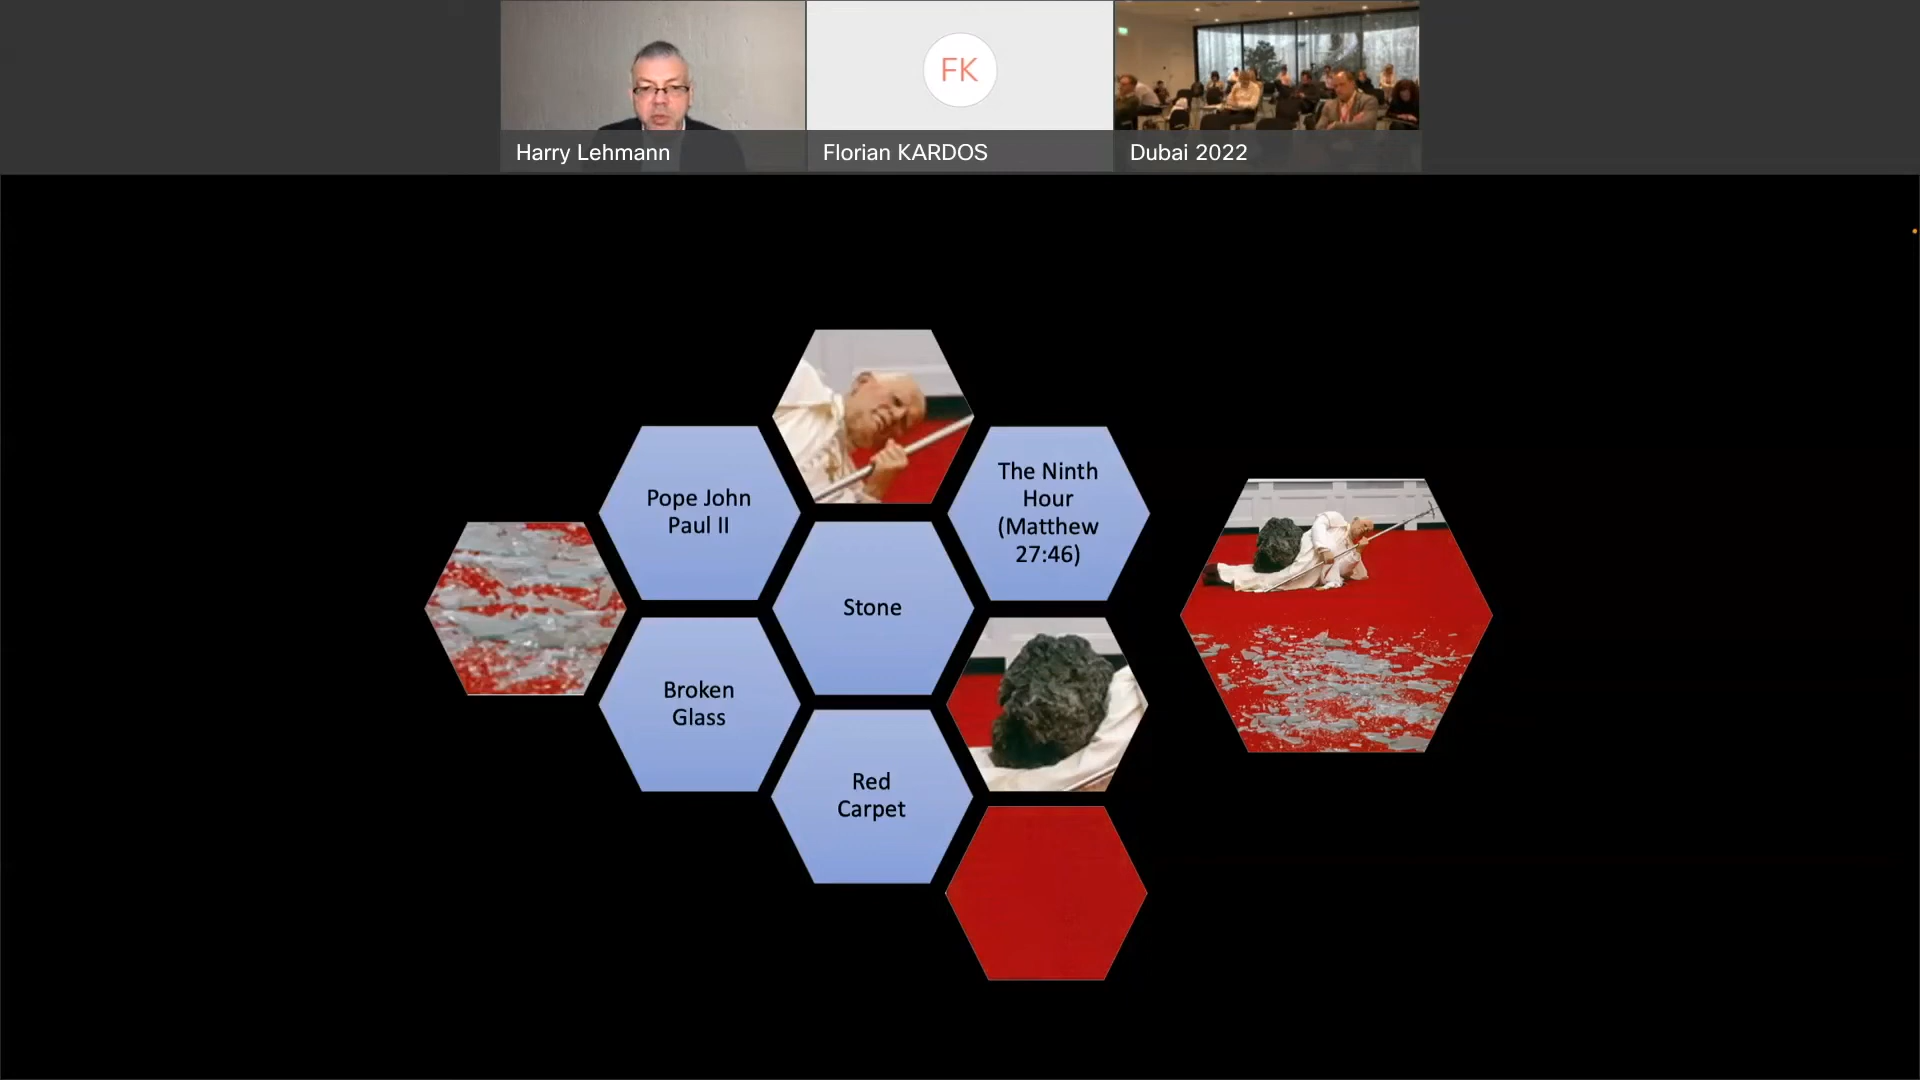 FK
Harry Lehmann
Florian KARDOS
Dubai 2022
Pope John
Paul II
The Ninth
Hour
(Matthew
27:46)
Stone
Broken
Glass
Red
Carpet